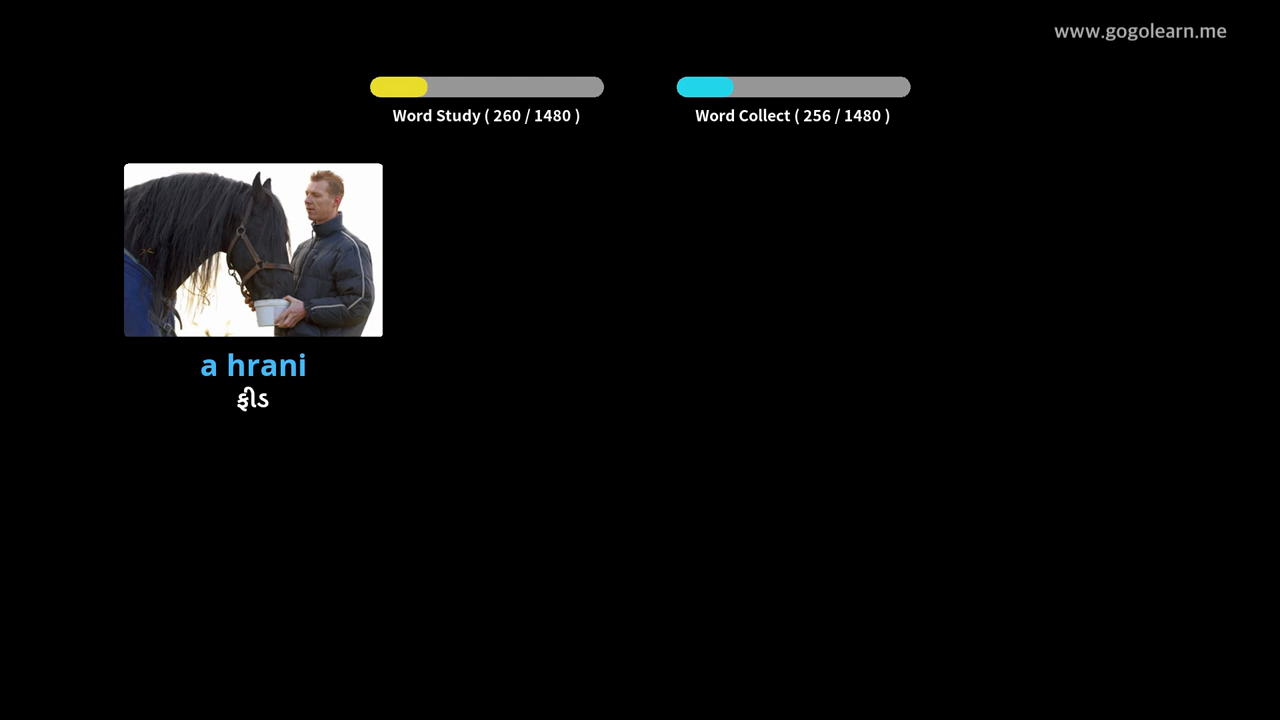 www.gogolearn.me
Word Study ( 260 / 1480 )
Word Collect ( 256 / 1480 )
a hrani
ફીડ